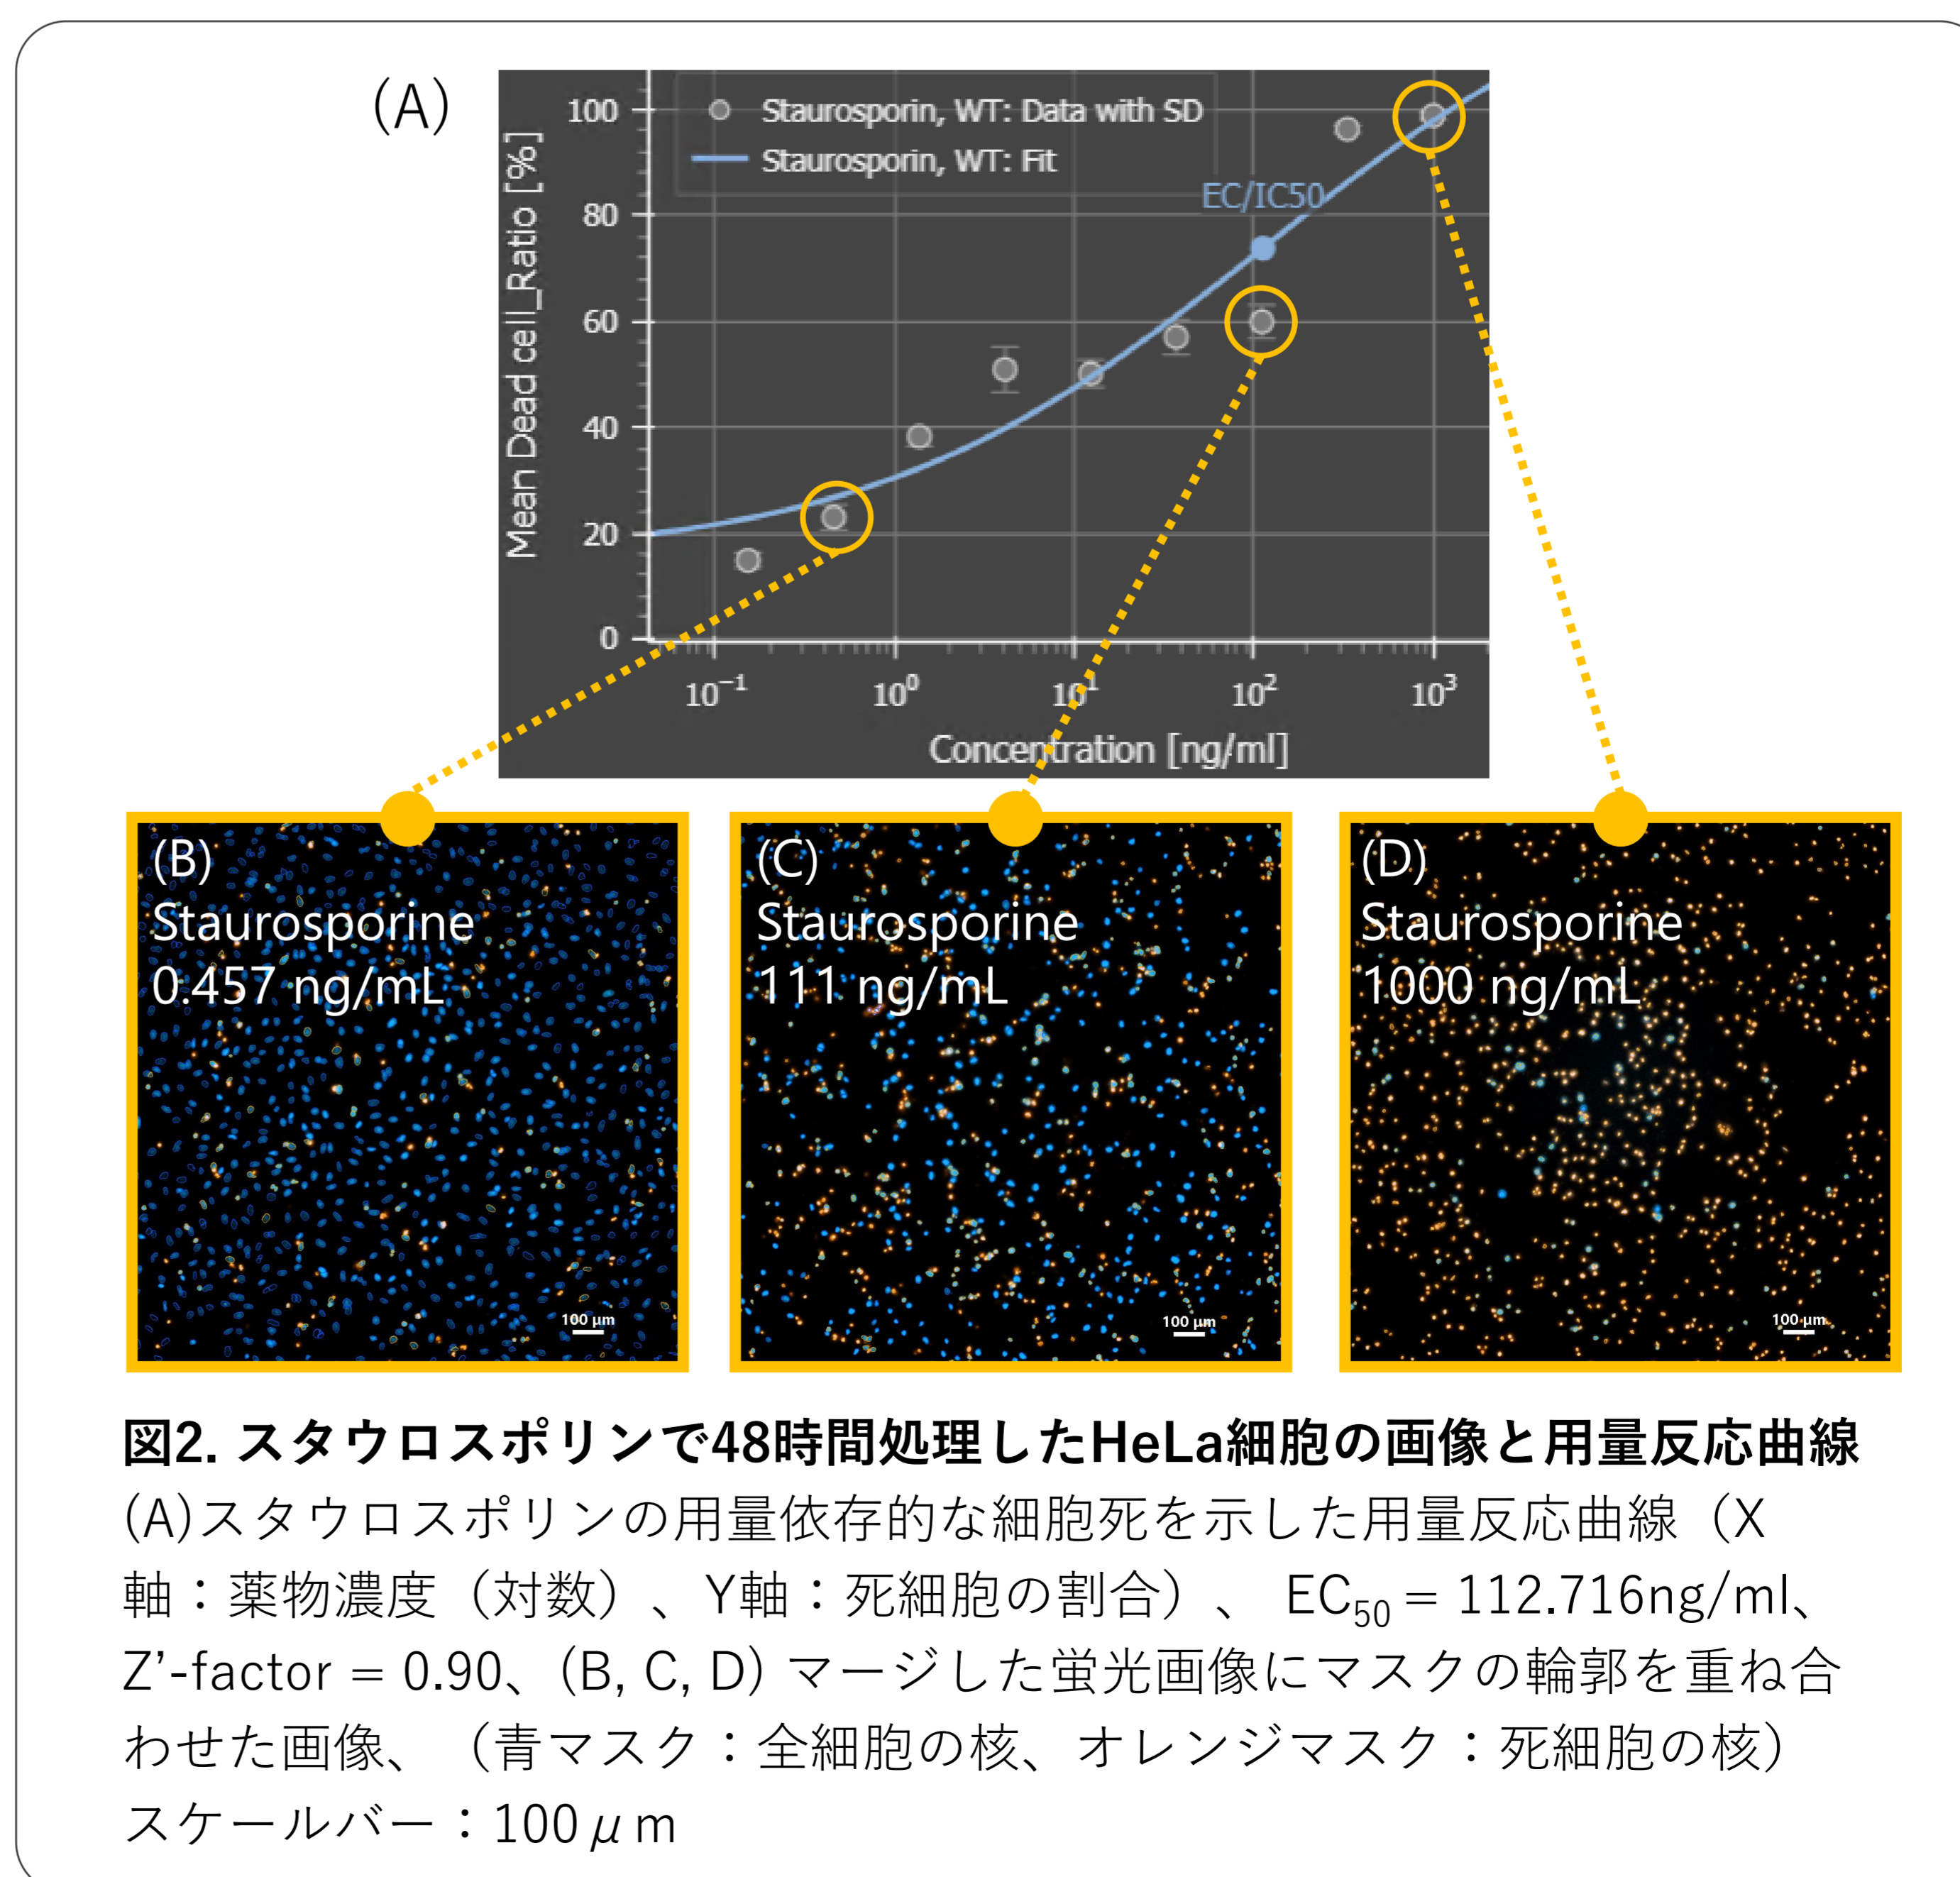 (A)
Staurosporin, WT: Data with SD
Staurosporin, WT: Fit
EC/IC50
Mean Dead cell_Ratio [%]
100
80
60
40
20
0
10⁻¹ 10⁰ 10¹ 10² 10³
Concentration [ng/ml]
(B)
Staurosporine
0.457 ng/mL
100 µm
(C)
Staurosporine
111 ng/mL
100 µm
(D)
Staurosporine
1000 ng/mL
100 µm
図2. スタウロスポリンで48時間処理したHeLa細胞の画像と用量反応曲線
(A)スタウロスポリンの用量依存的な細胞死を示した用量反応曲線（X
軸：薬物濃度（対数）、Y軸：死細胞の割合）、 EC₅₀ = 112.716ng/ml、
Z’-factor = 0.90、(B, C, D) マージした蛍光画像にマスクの輪郭を重ね合
わせた画像、（青マスク：全細胞の核、オレンジマスク：死細胞の核）
スケールバー：100μm